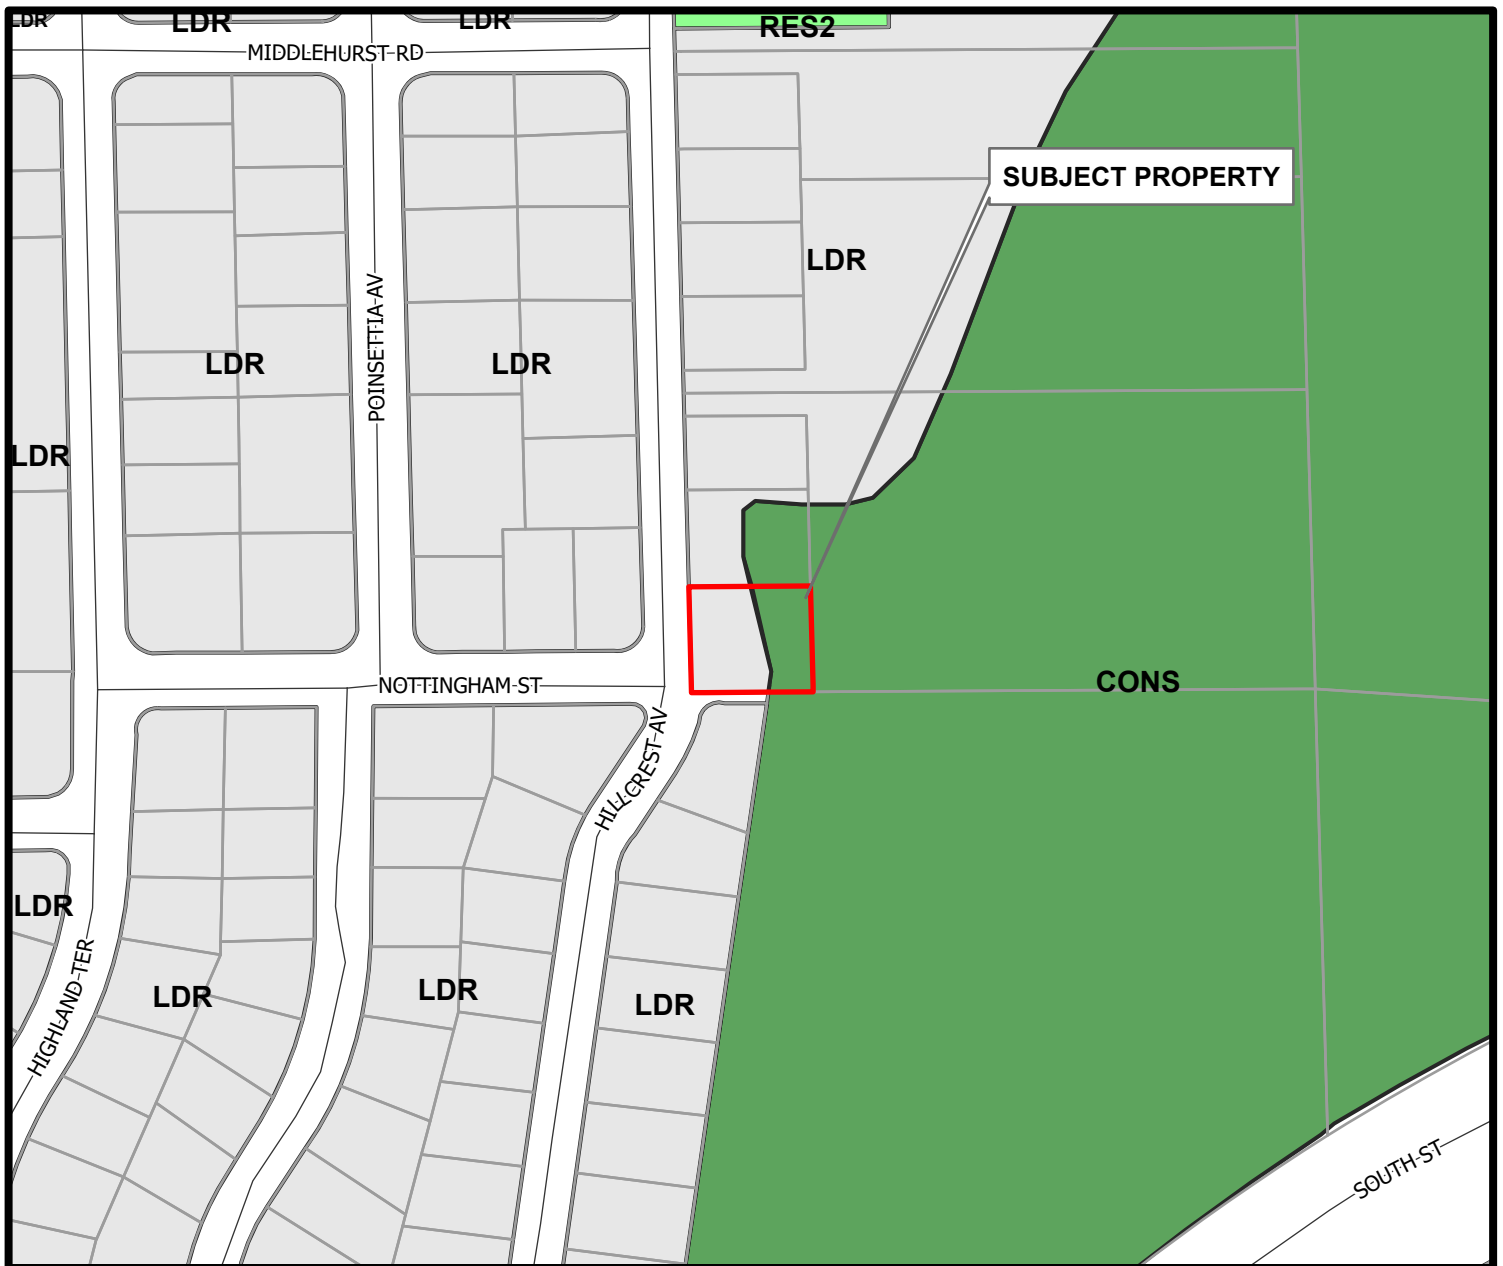 LDR
LDR
LDR
RES2
MIDDLEHURST RD
SUBJECT PROPERTY
LDR
POINSETTIA AV
LDR
LDR
LDR
CONS
NOTTINGHAM ST
HILLCREST AV
LDR
HIGHLAND TER
LDR
LDR
LDR
SOUTH ST